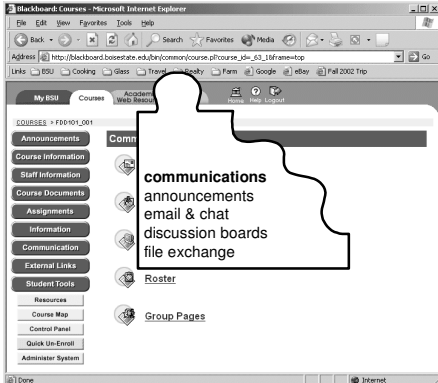 Blackboard: Courses - Microsoft Internet Explorer
File Edit View Favorites Tools Help
Back Search Favorites Media
Address http://blackboard.boisestate.edu/bin/common/course.pl?course_id=_63_1&frame=top Go
Links BSU Cooking Glass Travel Realty Farm Google eBay Fall 2002 Trip
My BSU Courses Academ
Web Resour Home Help Logout
COURSES > FDD101_001
Announcements Comm
Course Information
Staff Information
Course Documents
Assignments
Information
Communication
External Links
Student Tools
Resources
Course Map
Control Panel
Quick Un-Enroll
Administer System
communications
announcements
email & chat
discussion boards
file exchange
Roster
Group Pages
Done Internet